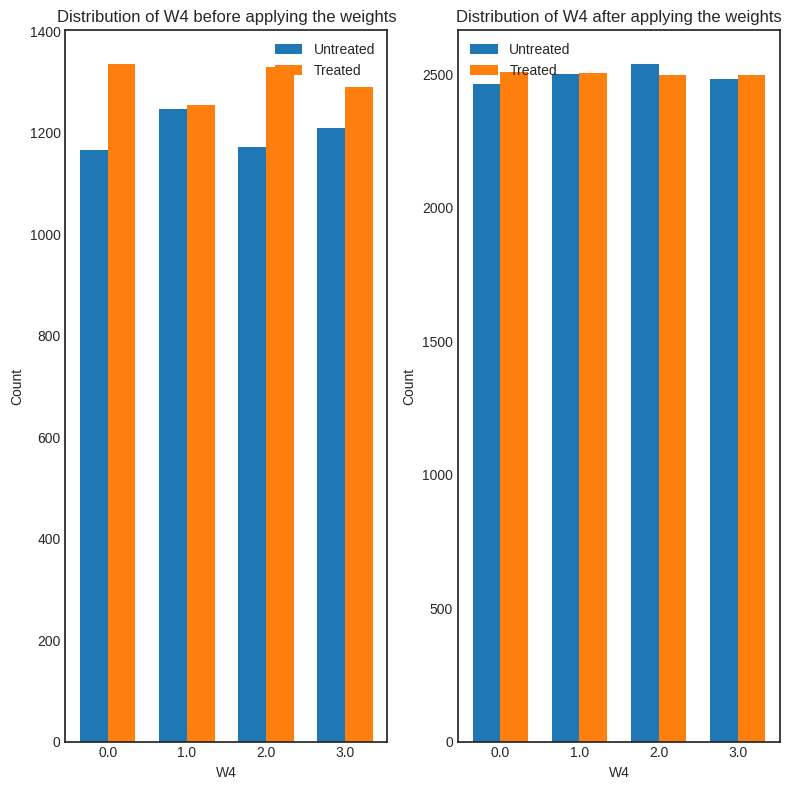 Distribution of W4 before applying the weights
1400
1200
1000
800
600
400
200
0
Count
0.0 1.0 2.0 3.0
W4
Untreated
Treated
Distribution of W4 after applying the weights
2500
2000
1500
1000
500
0
Count
0.0 1.0 2.0 3.0
W4
Untreated
Treated